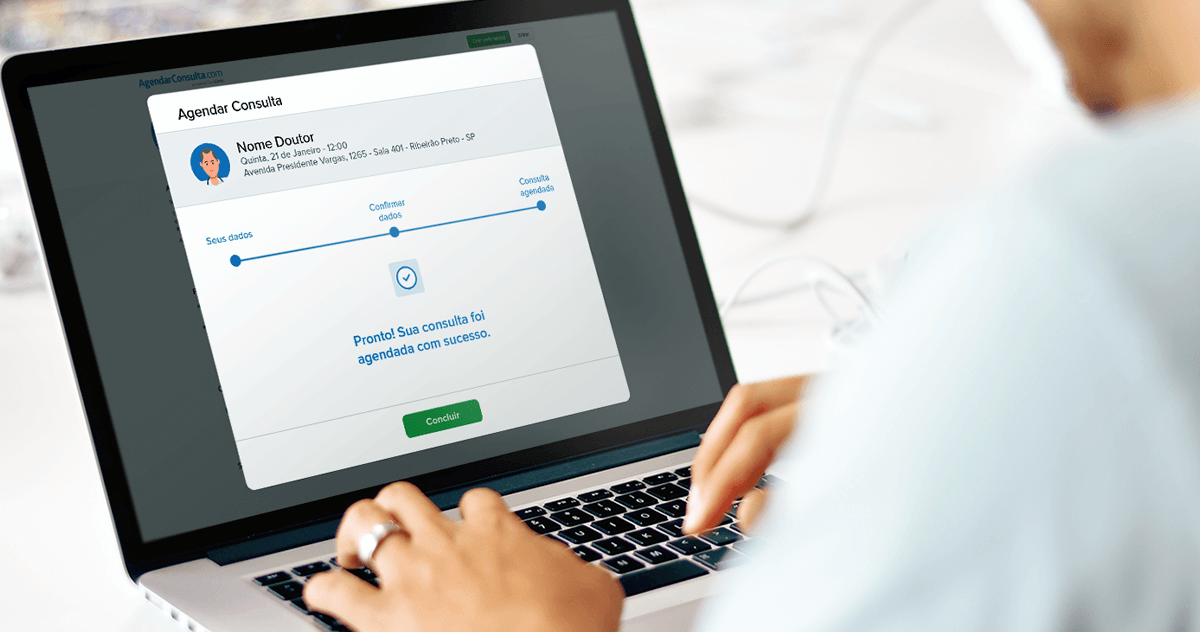 AgendarConsulta.com
Agendar Consulta
Nome Doutor
Quinta, 21 de Janeiro - 12:00
Avenida Presidente Vargas, 1265 - Sala 401 - Ribeirão Preto - SP
Seus dados
Confirmar
dados
Consulta
agendada
Pronto! Sua consulta foi
agendada com sucesso.
Concluir